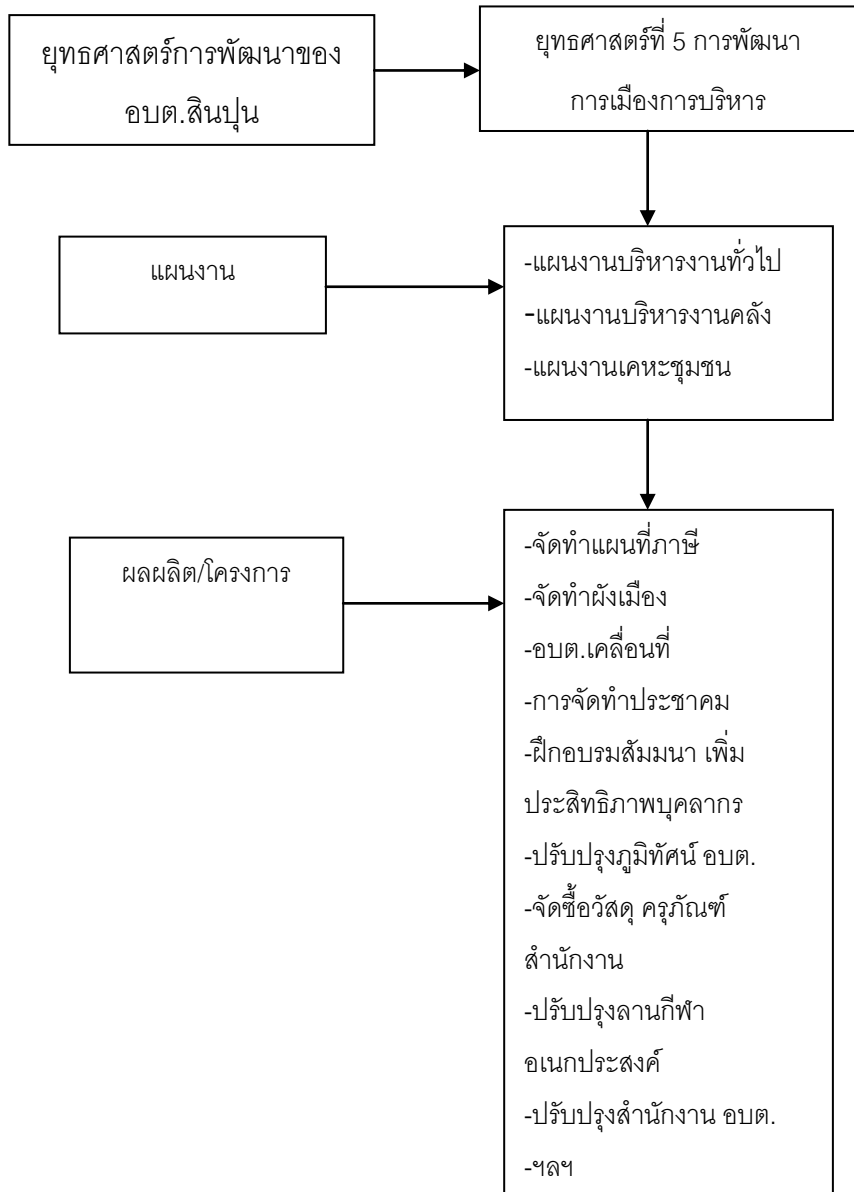 ยุทธศาสตร์การพัฒนาของ
อบต.สินปุน
ยุทธศาสตร์ที่ 5 การพัฒนา
การเมืองการบริหาร
แผนงาน
-แผนงานบริหารงานทั่วไป
-แผนงานบริหารงานคลัง
-แผนงานเคหะชุมชน
ผลผลิต/โครงการ
-จัดทำแผนที่ภาษี
-จัดทำผังเมือง
-อบต.เคลื่อนที่
-การจัดทำประชาคม
-ฝึกอบรมสัมมนา เพิ่ม
ประสิทธิภาพบุคลากร
-ปรับปรุงภูมิทัศน์ อบต.
-จัดซื้อวัสดุ ครุภัณฑ์
สำนักงาน
-ปรับปรุงลานกีฬา
อเนกประสงค์
-ปรับปรุงสำนักงาน อบต.
-ฯลฯ